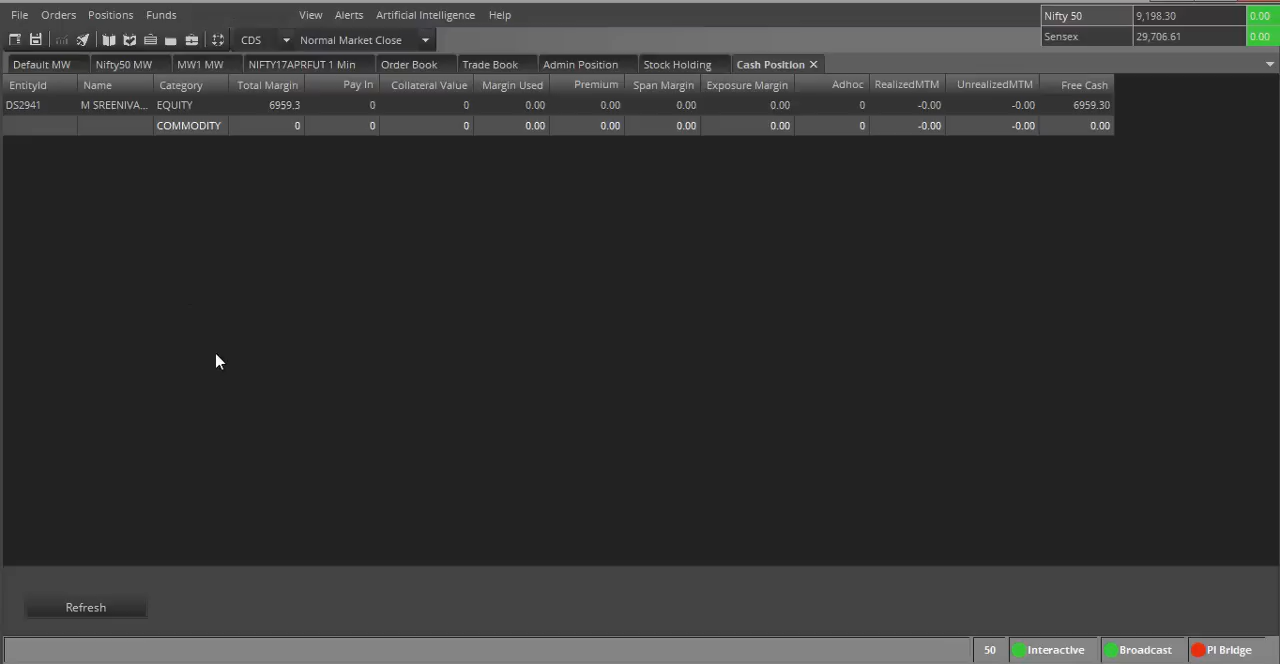 File Orders Positions Funds View Alerts Artificial Intelligence Help
Nifty 50 9,198.30 0.00
Sensex 29,706.61 0.00
CDS Normal Market Close
Default MW Nifty50 MW MW1 MW NIFTY17APRFUT 1 Min Order Book Trade Book Admin Position Stock Holding Cash Position
EntityId Name Category Total Margin Pay In Collateral Value Margin Used Premium Span Margin Exposure Margin Adhoc RealizedMTM UnrealizedMTM Free Cash
DS2941 M SREENIVA... EQUITY 6959.3 0 0 0.00 0.00 0.00 0.00 0 -0.00 -0.00 6959.30
COMMODITY 0 0 0 0.00 0.00 0.00 0.00 0 -0.00 -0.00 0.00
Refresh
50 Interactive Broadcast PI Bridge